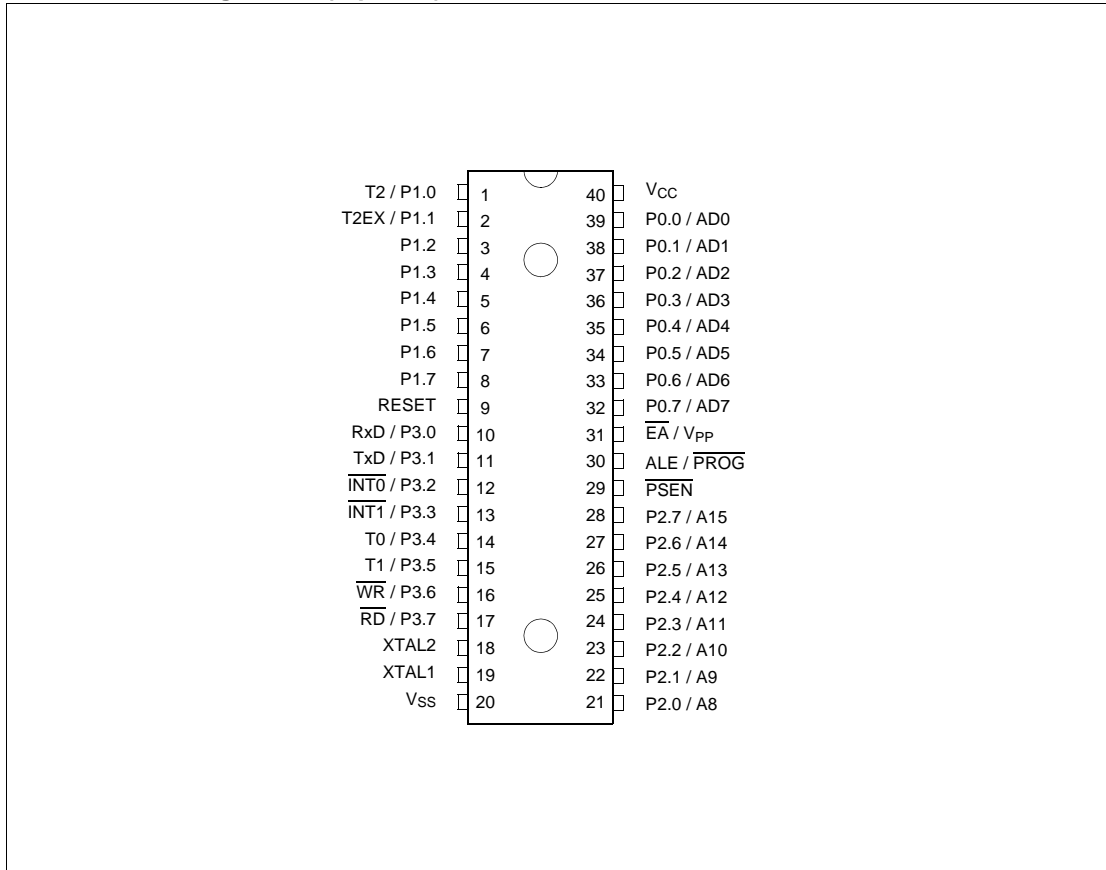 T2 / P1.0 1 40 VCC
T2EX / P1.1 2 39 P0.0 / AD0
P1.2 3 38 P0.1 / AD1
P1.3 4 37 P0.2 / AD2
P1.4 5 36 P0.3 / AD3
P1.5 6 35 P0.4 / AD4
P1.6 7 34 P0.5 / AD5
P1.7 8 33 P0.6 / AD6
RESET 9 32 P0.7 / AD7
RxD / P3.0 10 31 E̅A̅ / VPP
TxD / P3.1 11 30 ALE / P̅R̅O̅G̅
I̅N̅T̅0̅ / P3.2 12 29 P̅S̅E̅N̅
I̅N̅T̅1̅ / P3.3 13 28 P2.7 / A15
T0 / P3.4 14 27 P2.6 / A14
T1 / P3.5 15 26 P2.5 / A13
W̅R̅ / P3.6 16 25 P2.4 / A12
R̅D̅ / P3.7 17 24 P2.3 / A11
XTAL2 18 23 P2.2 / A10
XTAL1 19 22 P2.1 / A9
VSS 20 21 P2.0 / A8